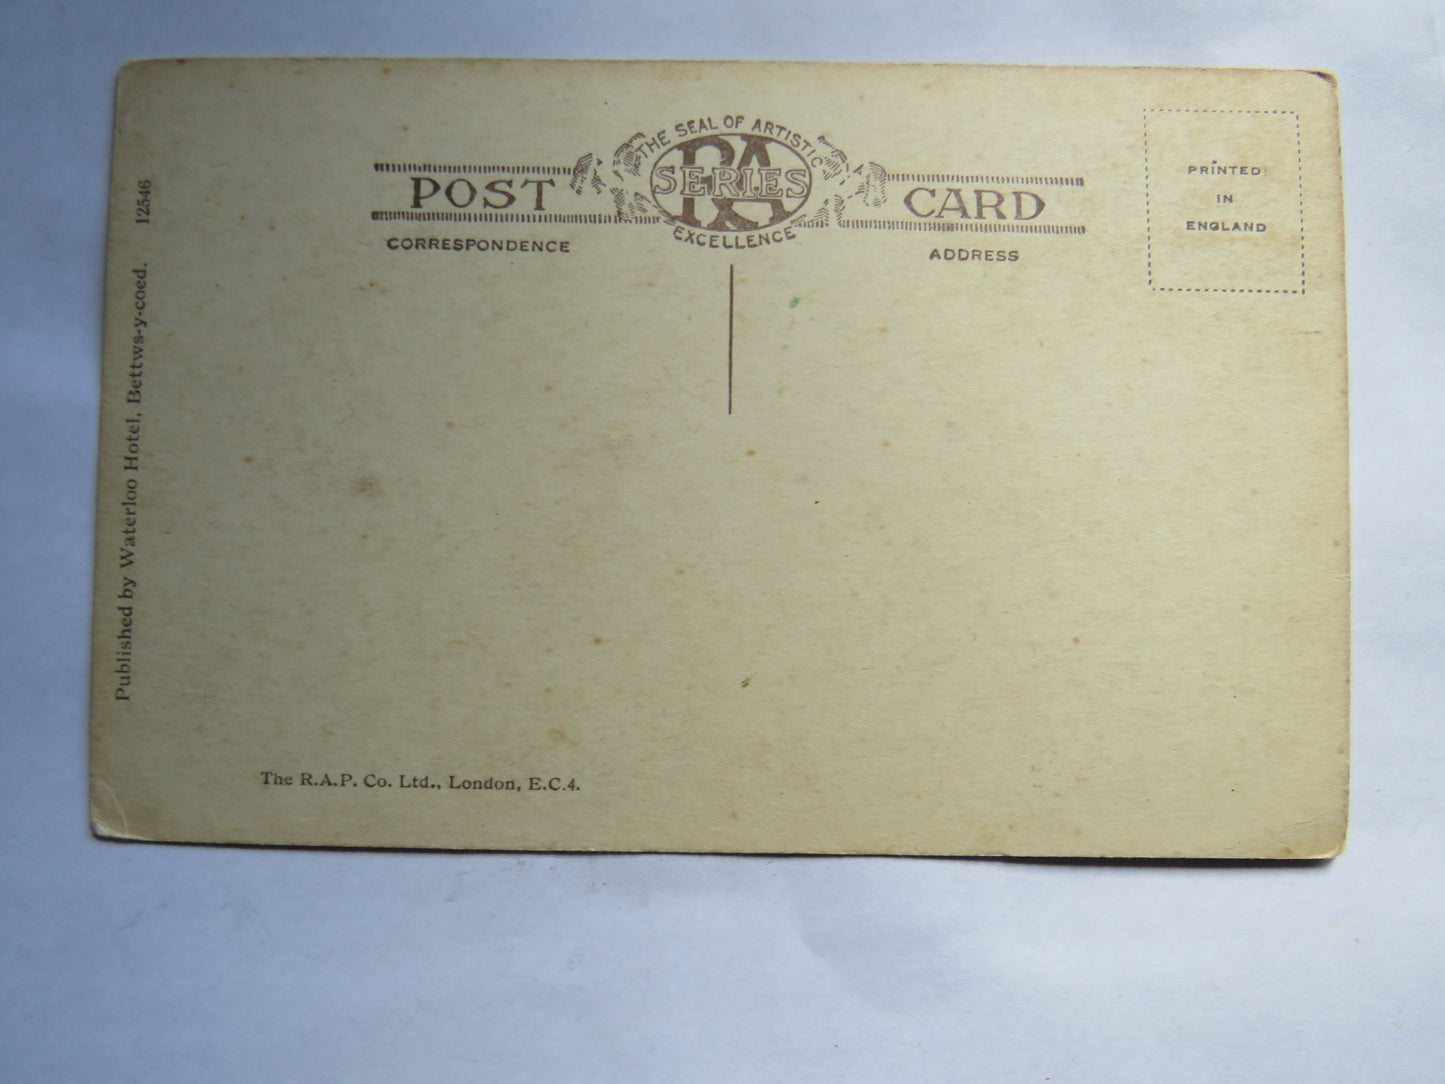 THE SEAL OF ARTISTIC
RA
SERIES
EXCELLENCE
POST CARD
CORRESPONDENCE
ADDRESS
PRINTED
IN
ENGLAND
Published by Waterloo Hotel, Bettws-y-coed. 12546
The R.A.P. Co. Ltd., London, E.C.4.